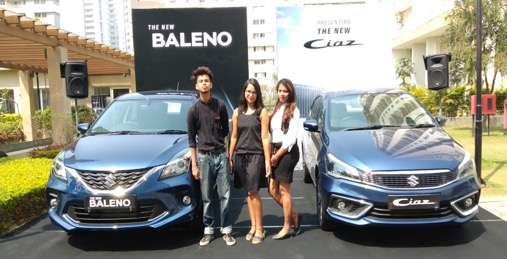 THE NEW
BALENO
PRESENTING
THE NEW
Ciaz
BALENO
Ciaz